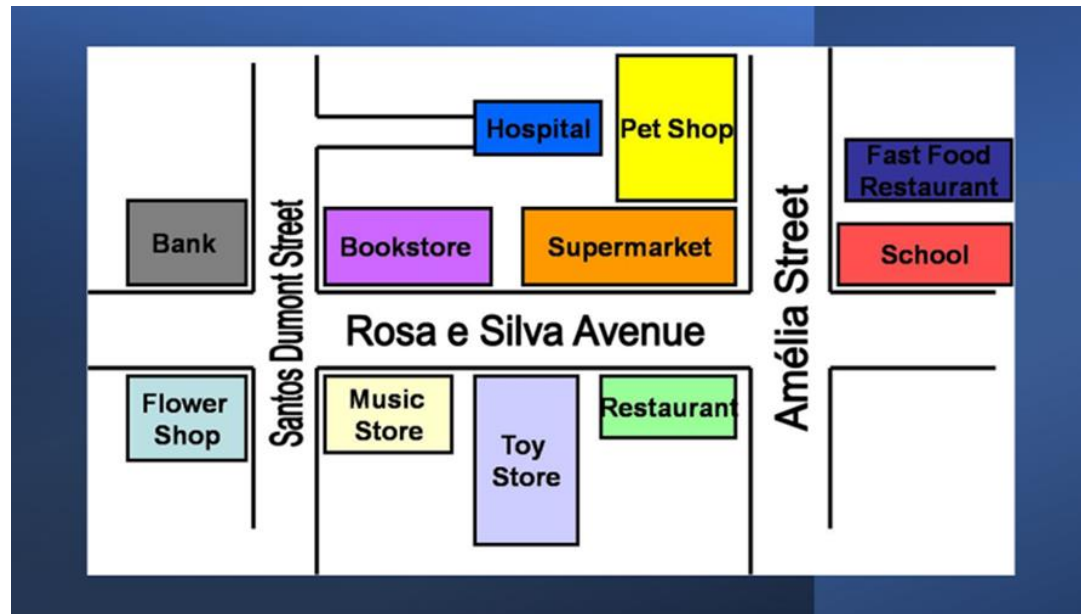 Hospital
Pet Shop
Fast Food
Restaurant
Bank
Santos Dumont Street
Bookstore
Supermarket
Amélia Street
School
Rosa e Silva Avenue
Flower
Shop
Music
Store
Toy
Store
Restaurant